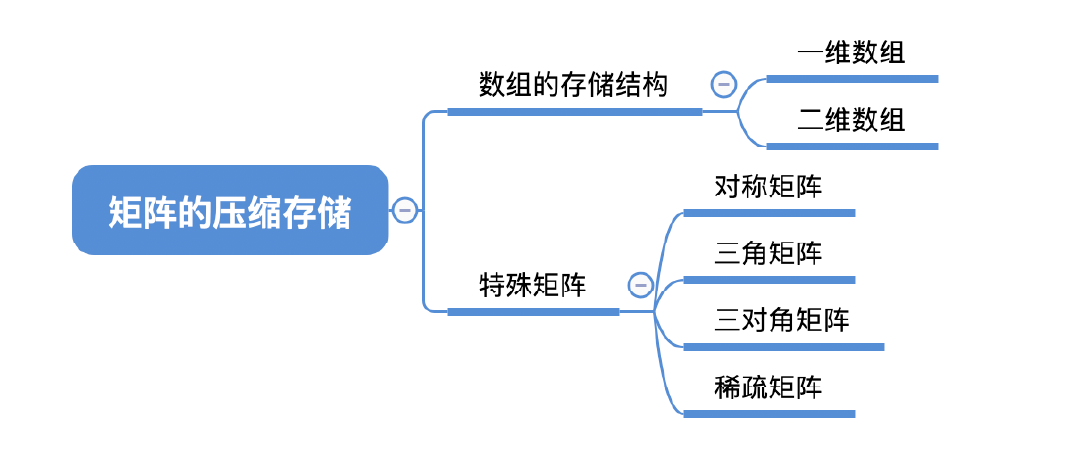 矩阵的压缩存储
数组的存储结构
一维数组
二维数组
特殊矩阵
对称矩阵
三角矩阵
三对角矩阵
稀疏矩阵